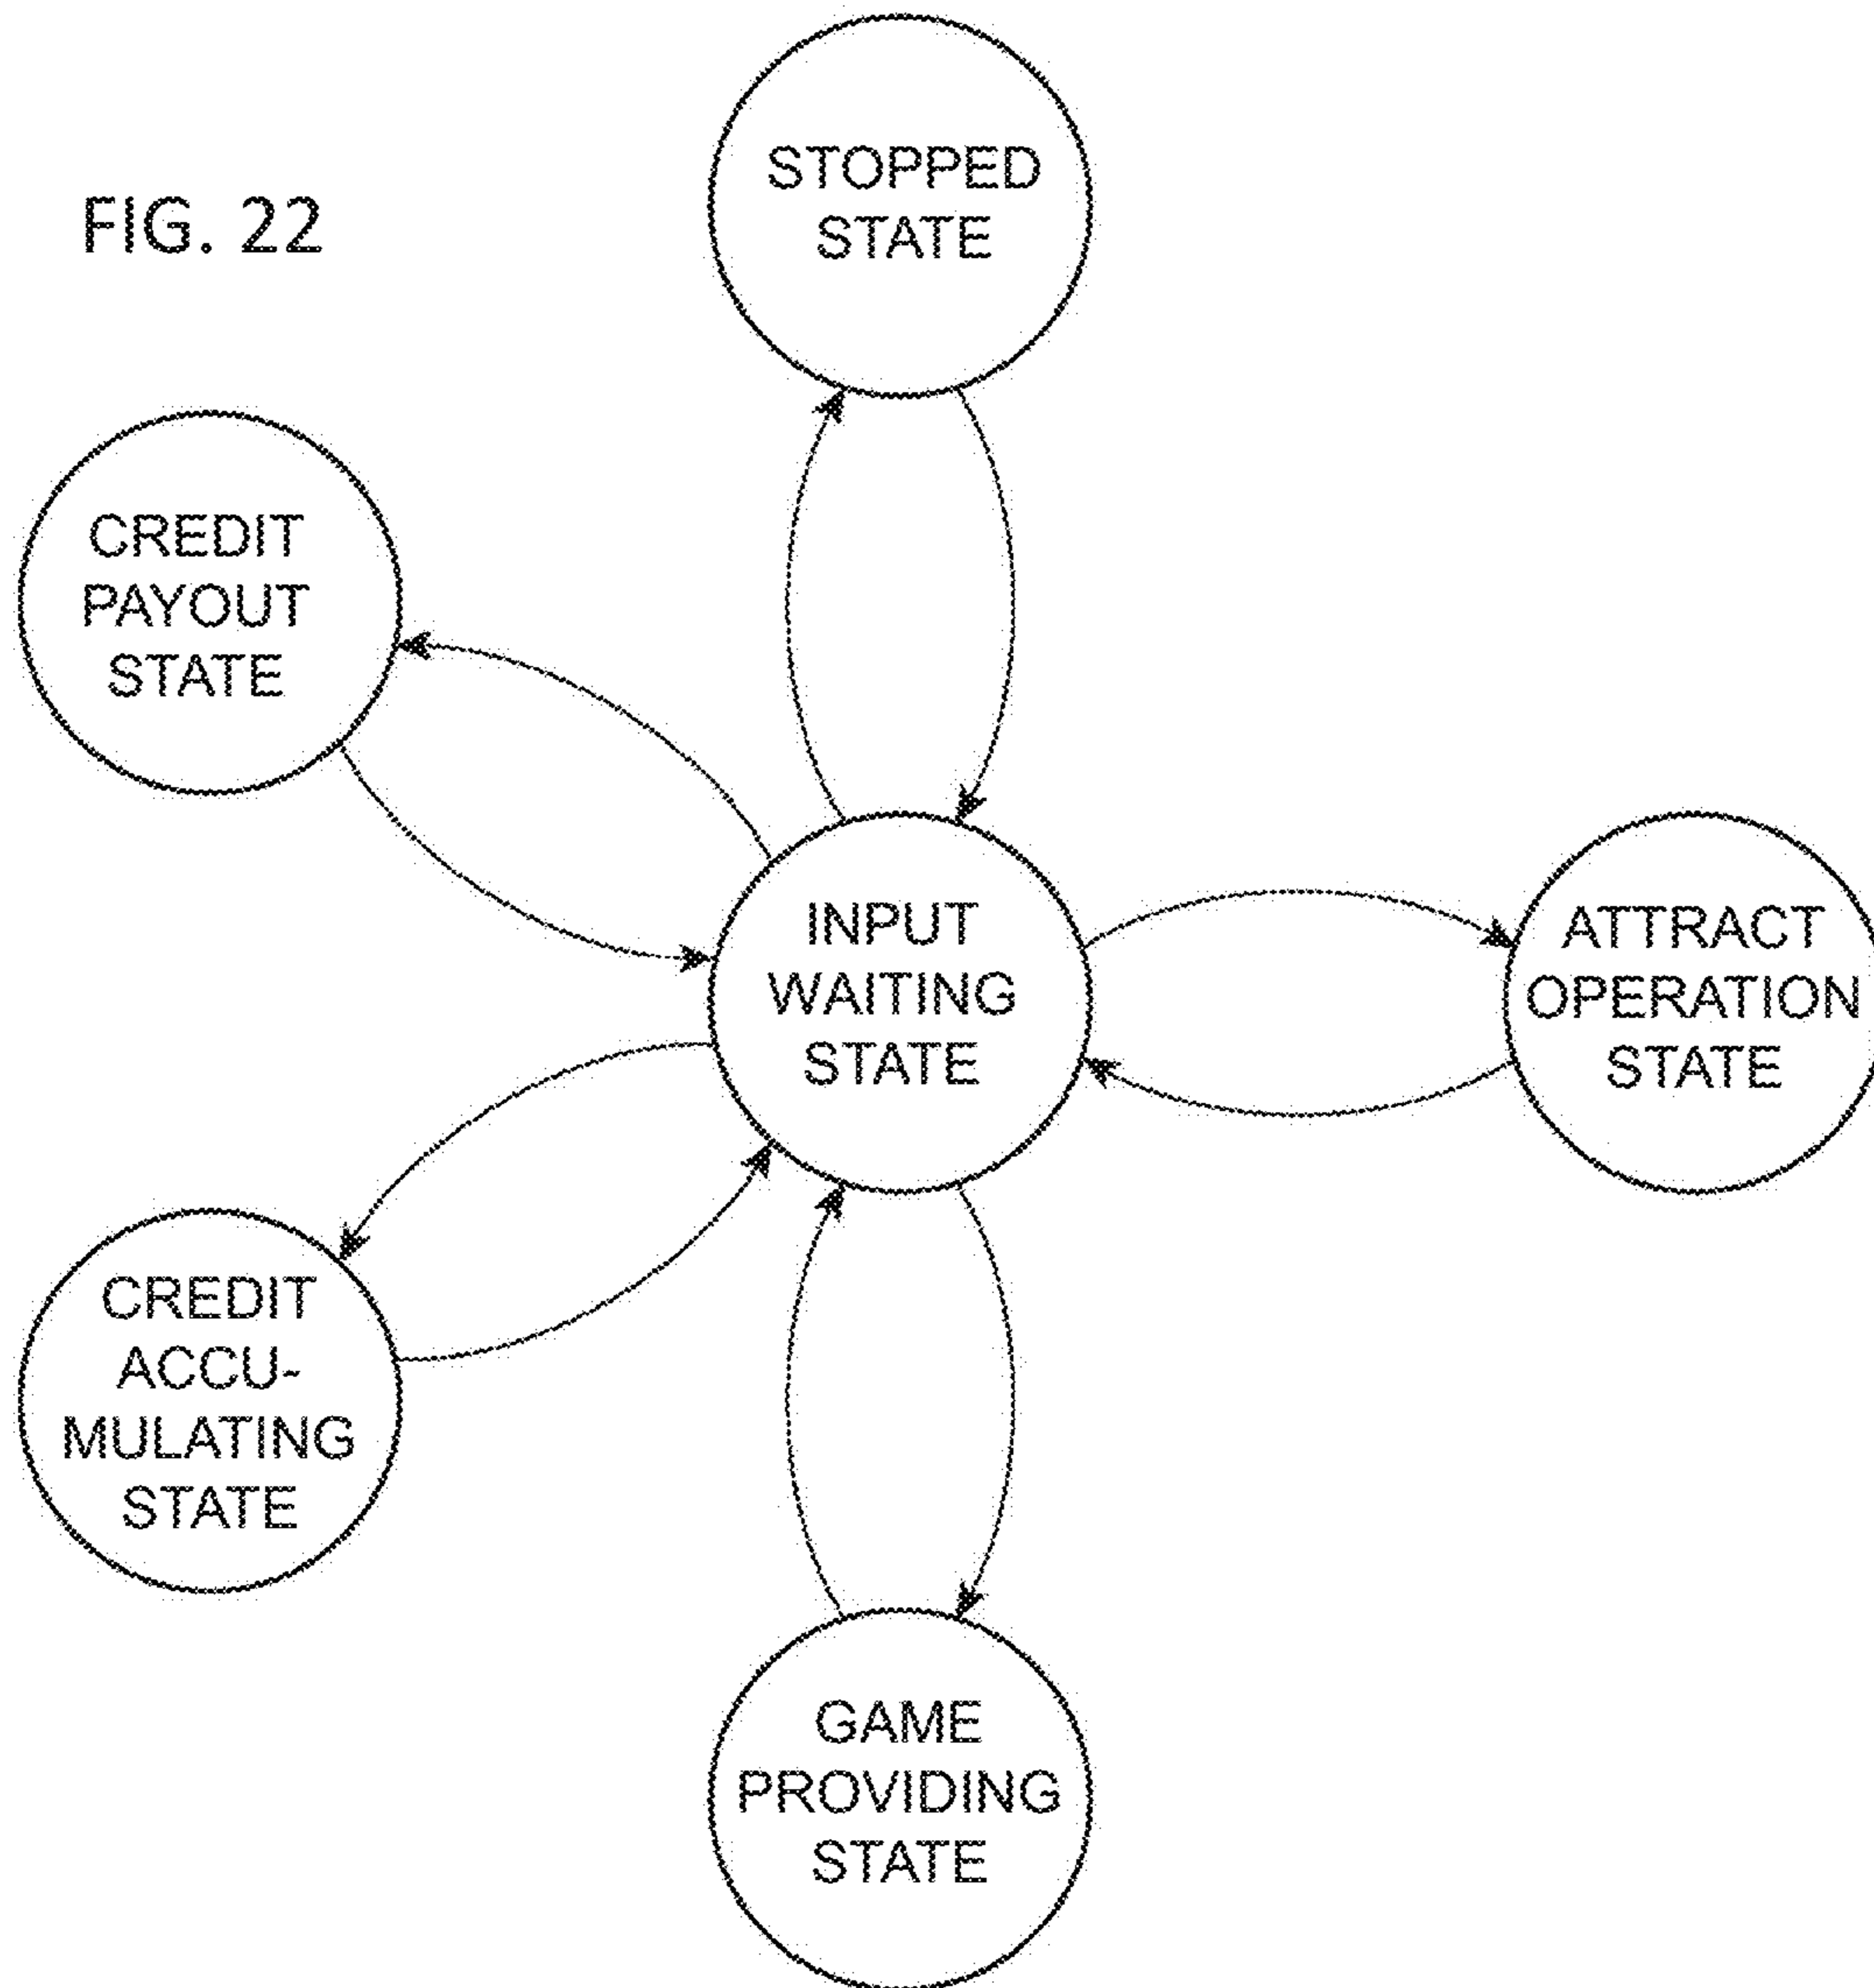 FIG. 22
STOPPED
STATE
CREDIT
PAYOUT
STATE
INPUT
WAITING
STATE
ATTRACT
OPERATION
STATE
CREDIT
ACCU-
MULATING
STATE
GAME
PROVIDING
STATE